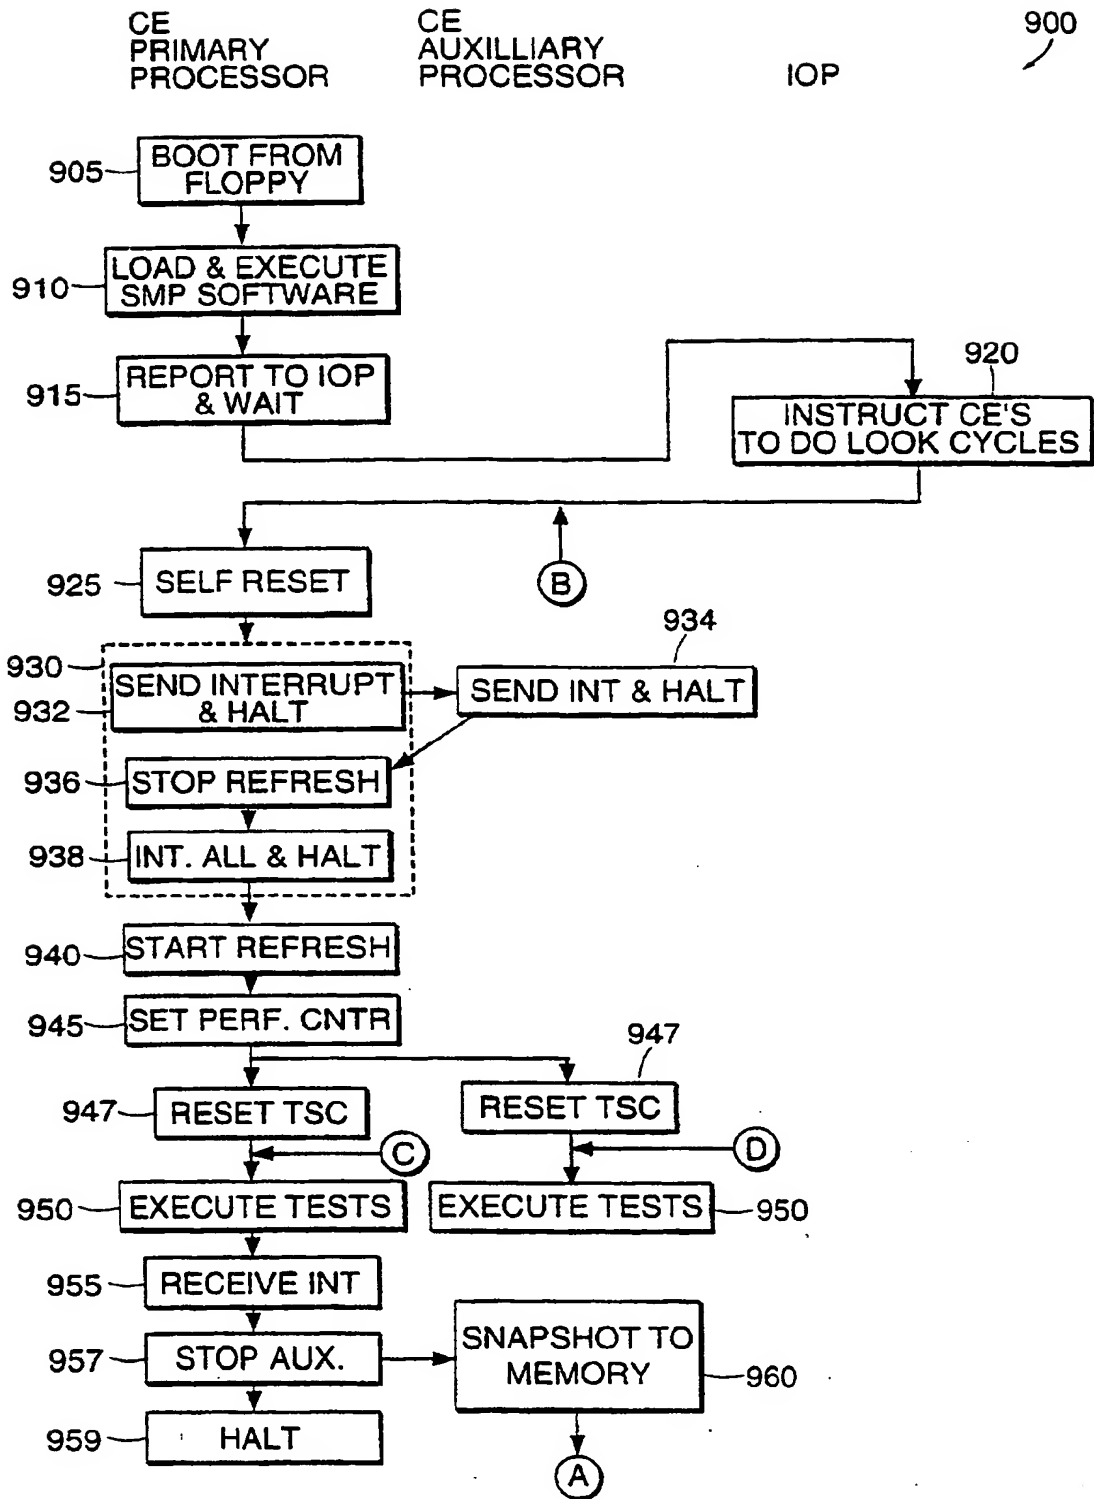 CE
PRIMARY
PROCESSOR
CE
AUXILLIARY
PROCESSOR
IOP
900
905
BOOT FROM
FLOPPY
910
LOAD & EXECUTE
SMP SOFTWARE
915
REPORT TO IOP
& WAIT
920
INSTRUCT CE'S
TO DO LOOK CYCLES
925
SELF RESET
B
930
932
SEND INTERRUPT
& HALT
934
SEND INT & HALT
936
STOP REFRESH
938
INT. ALL & HALT
940
START REFRESH
945
SET PERF. CNTR
947
RESET TSC
947
RESET TSC
C
D
950
EXECUTE TESTS
EXECUTE TESTS
950
955
RECEIVE INT
957
STOP AUX.
SNAPSHOT TO
MEMORY
960
959
HALT
A